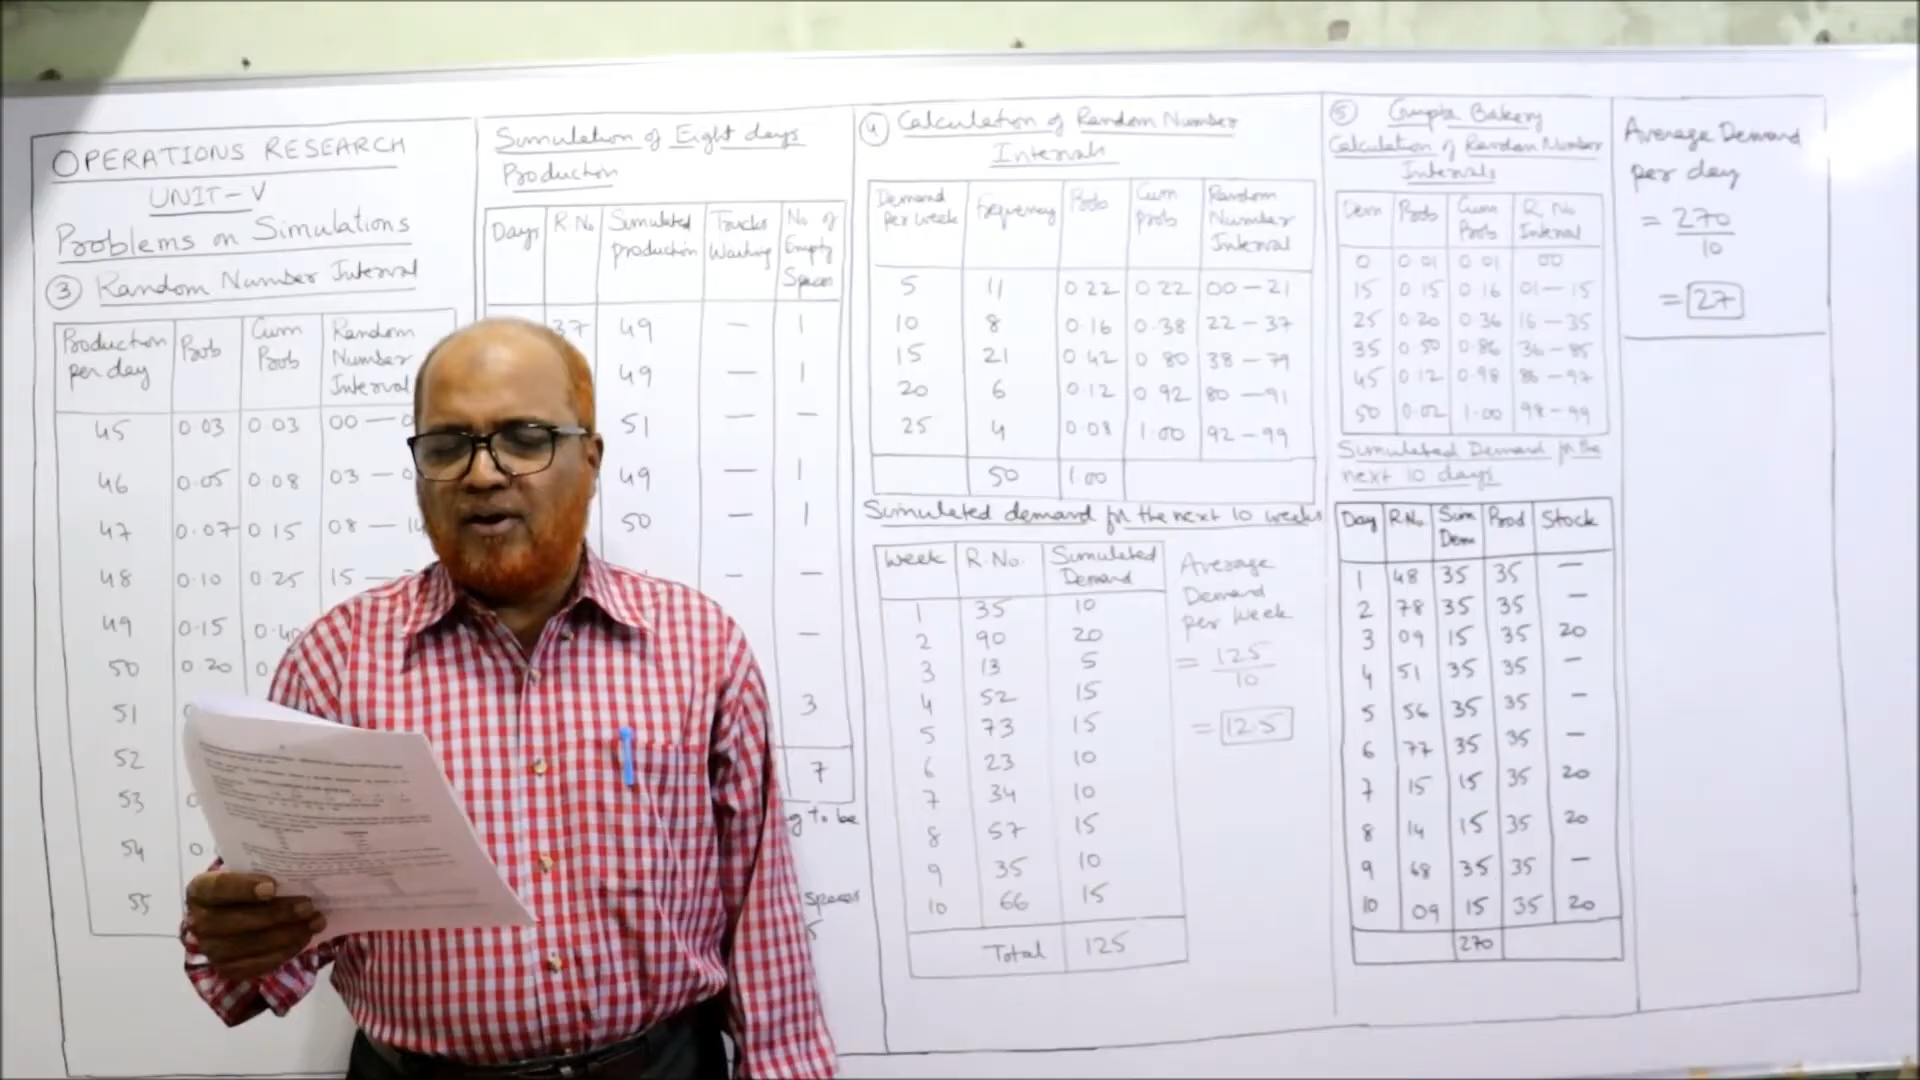 OPERATIONS RESEARCH
UNIT-V
Problems on Simulations
③ Random Number Interval
Production per day Prob Cum Prob Random Number Interval
45 0.03 0.03 00 —
46 0.05 0.08 03 —
47 0.07 0.15 08 — 14
48 0.10 0.25 15 —
49 0.15 0.40
50 0.20
51
52
53
54
55
Simulation of Eight days
Production
Days R.No Simulated production Trucks Waiting No of Empty Spaces
37 49 — 1
49 — 1
51 — —
49 — 1
50 — 1
— —
—
3
7
g to be
spaces
④ Calculation of Random Number
Intervals
Demand Per week Frequency Prob Cum prob Random Number Interval
5 11 0.22 0.22 00 — 21
10 8 0.16 0.38 22 — 37
15 21 0.42 0.80 38 — 79
20 6 0.12 0.92 80 — 91
25 4 0.08 1.00 92 — 99
50 1.00
Simulated demand for the next 10 weeks
Week R.No. Simulated Demand
1 35 10
2 90 20
3 13 5
4 52 15
5 73 15
6 23 10
7 34 10
8 57 15
9 35 10
10 66 15
Total 125
Average
Demand
per week
= 125
10
= 12.5
⑤ Gupta Bakery
Calculation of Random Number
Intervals
Dem Prob Cum Prob R. No Interval
0 0.01 0.01 00
15 0.15 0.16 01 — 15
25 0.20 0.36 16 — 35
35 0.50 0.86 36 — 85
45 0.12 0.98 86 — 97
50 0.02 1.00 98 — 99
Simulated Demand for the
next 10 days
Day R.No. Sim Dem Prod Stock
1 48 35 35 —
2 78 35 35 —
3 09 15 35 20
4 51 35 35 —
5 56 35 35 —
6 77 35 35 —
7 15 15 35 20
8 14 15 35 20
9 68 35 35 —
10 09 15 35 20
270
Average Demand
per day
= 270
10
= 27